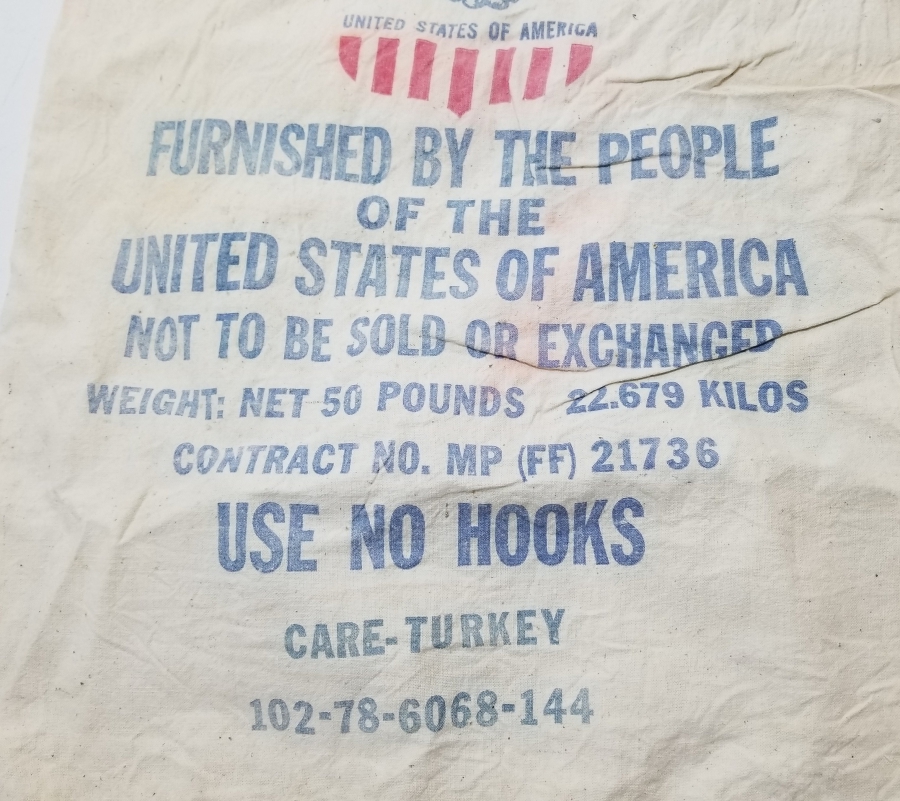 UNITED STATES OF AMERICA
FURNISHED BY THE PEOPLE
OF THE
UNITED STATES OF AMERICA
NOT TO BE SOLD OR EXCHANGED
WEIGHT: NET 50 POUNDS 22.679 KILOS
CONTRACT NO. MP (FF) 21736
USE NO HOOKS
CARE-TURKEY
102-78-6068-144